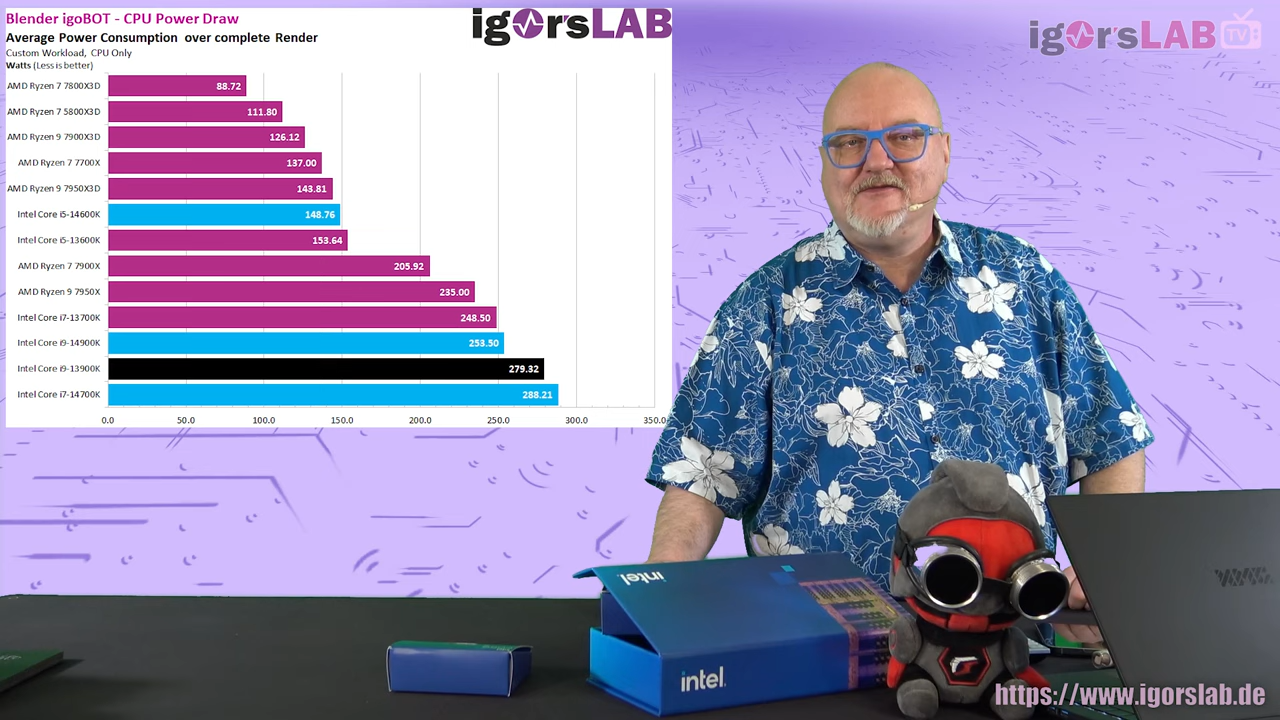 Blender igoBOT - CPU Power Draw
Average Power Consumption over complete Render
Custom Workload, CPU Only
Watts (Less is better)
igorsLAB
igorsLAB TV
AMD Ryzen 7 7800X3D 88.72
AMD Ryzen 7 5800X3D 111.80
AMD Ryzen 9 7900X3D 126.12
AMD Ryzen 7 7700X 137.00
AMD Ryzen 9 7950X3D 143.81
Intel Core i5-14600K 148.76
Intel Core i5-13600K 153.64
AMD Ryzen 7 7900X 205.92
AMD Ryzen 9 7950X 235.00
Intel Core i7-13700K 248.50
Intel Core i9-14900K 253.50
Intel Core i9-13900K 279.32
Intel Core i7-14700K 288.21
0.0 50.0 100.0 150.0 200.0 250.0 300.0 350.0
intel.
intel.
https://www.igorslab.de